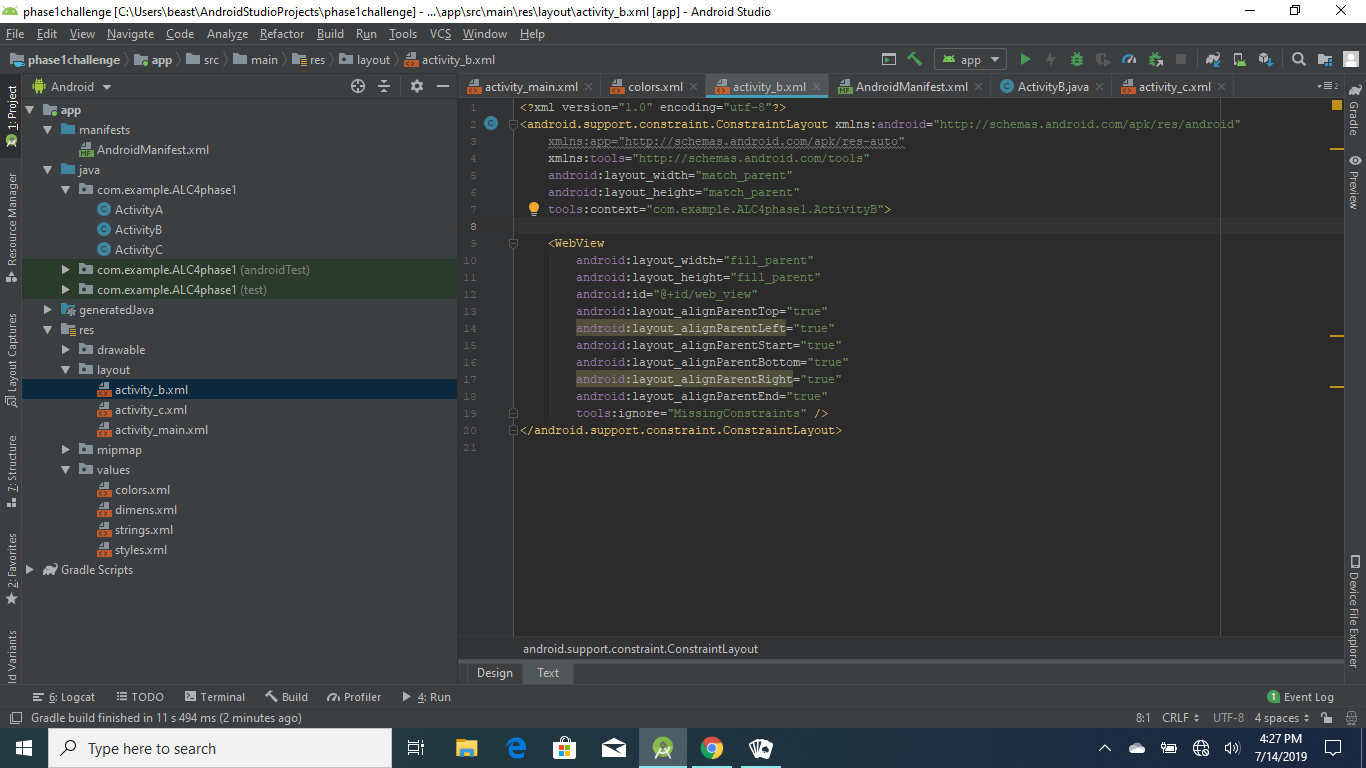 phase1challenge [C:\Users\beast\AndroidStudioProjects\phase1challenge] - ...\app\src\main\res\layout\activity_b.xml [app] - Android Studio
File Edit View Navigate Code Analyze Refactor Build Run Tools VCS Window Help
phase1challenge app src main res layout activity_b.xml app
Android
activity_main.xml colors.xml activity_b.xml AndroidManifest.xml ActivityB.java activity_c.xml 2
1: Project
Resource Manager
Layout Captures
7: Structure
2: Favorites
ld Variants
app
manifests
AndroidManifest.xml
java
com.example.ALC4phase1
ActivityA
ActivityB
ActivityC
com.example.ALC4phase1 (androidTest)
com.example.ALC4phase1 (test)
generatedJava
res
drawable
layout
activity_b.xml
activity_c.xml
activity_main.xml
mipmap
values
colors.xml
dimens.xml
strings.xml
styles.xml
Gradle Scripts
1 <?xml version="1.0" encoding="utf-8"?>
2 <android.support.constraint.ConstraintLayout xmlns:android="http://schemas.android.com/apk/res/android"
3 xmlns:app="http://schemas.android.com/apk/res-auto"
4 xmlns:tools="http://schemas.android.com/tools"
5 android:layout_width="match_parent"
6 android:layout_height="match_parent"
7 tools:context="com.example.ALC4phase1.ActivityB">
8
9 <WebView
10 android:layout_width="fill_parent"
11 android:layout_height="fill_parent"
12 android:id="@+id/web_view"
13 android:layout_alignParentTop="true"
14 android:layout_alignParentLeft="true"
15 android:layout_alignParentStart="true"
16 android:layout_alignParentBottom="true"
17 android:layout_alignParentRight="true"
18 android:layout_alignParentEnd="true"
19 tools:ignore="MissingConstraints" />
20 </android.support.constraint.ConstraintLayout>
21
android.support.constraint.ConstraintLayout
Design Text
Gradle
Preview
Device File Explorer
6: Logcat TODO Terminal Build Profiler 4: Run 1 Event Log
Gradle build finished in 11 s 494 ms (2 minutes ago) 8:1 CRLF UTF-8 4 spaces
Type here to search
4:27 PM
7/14/2019